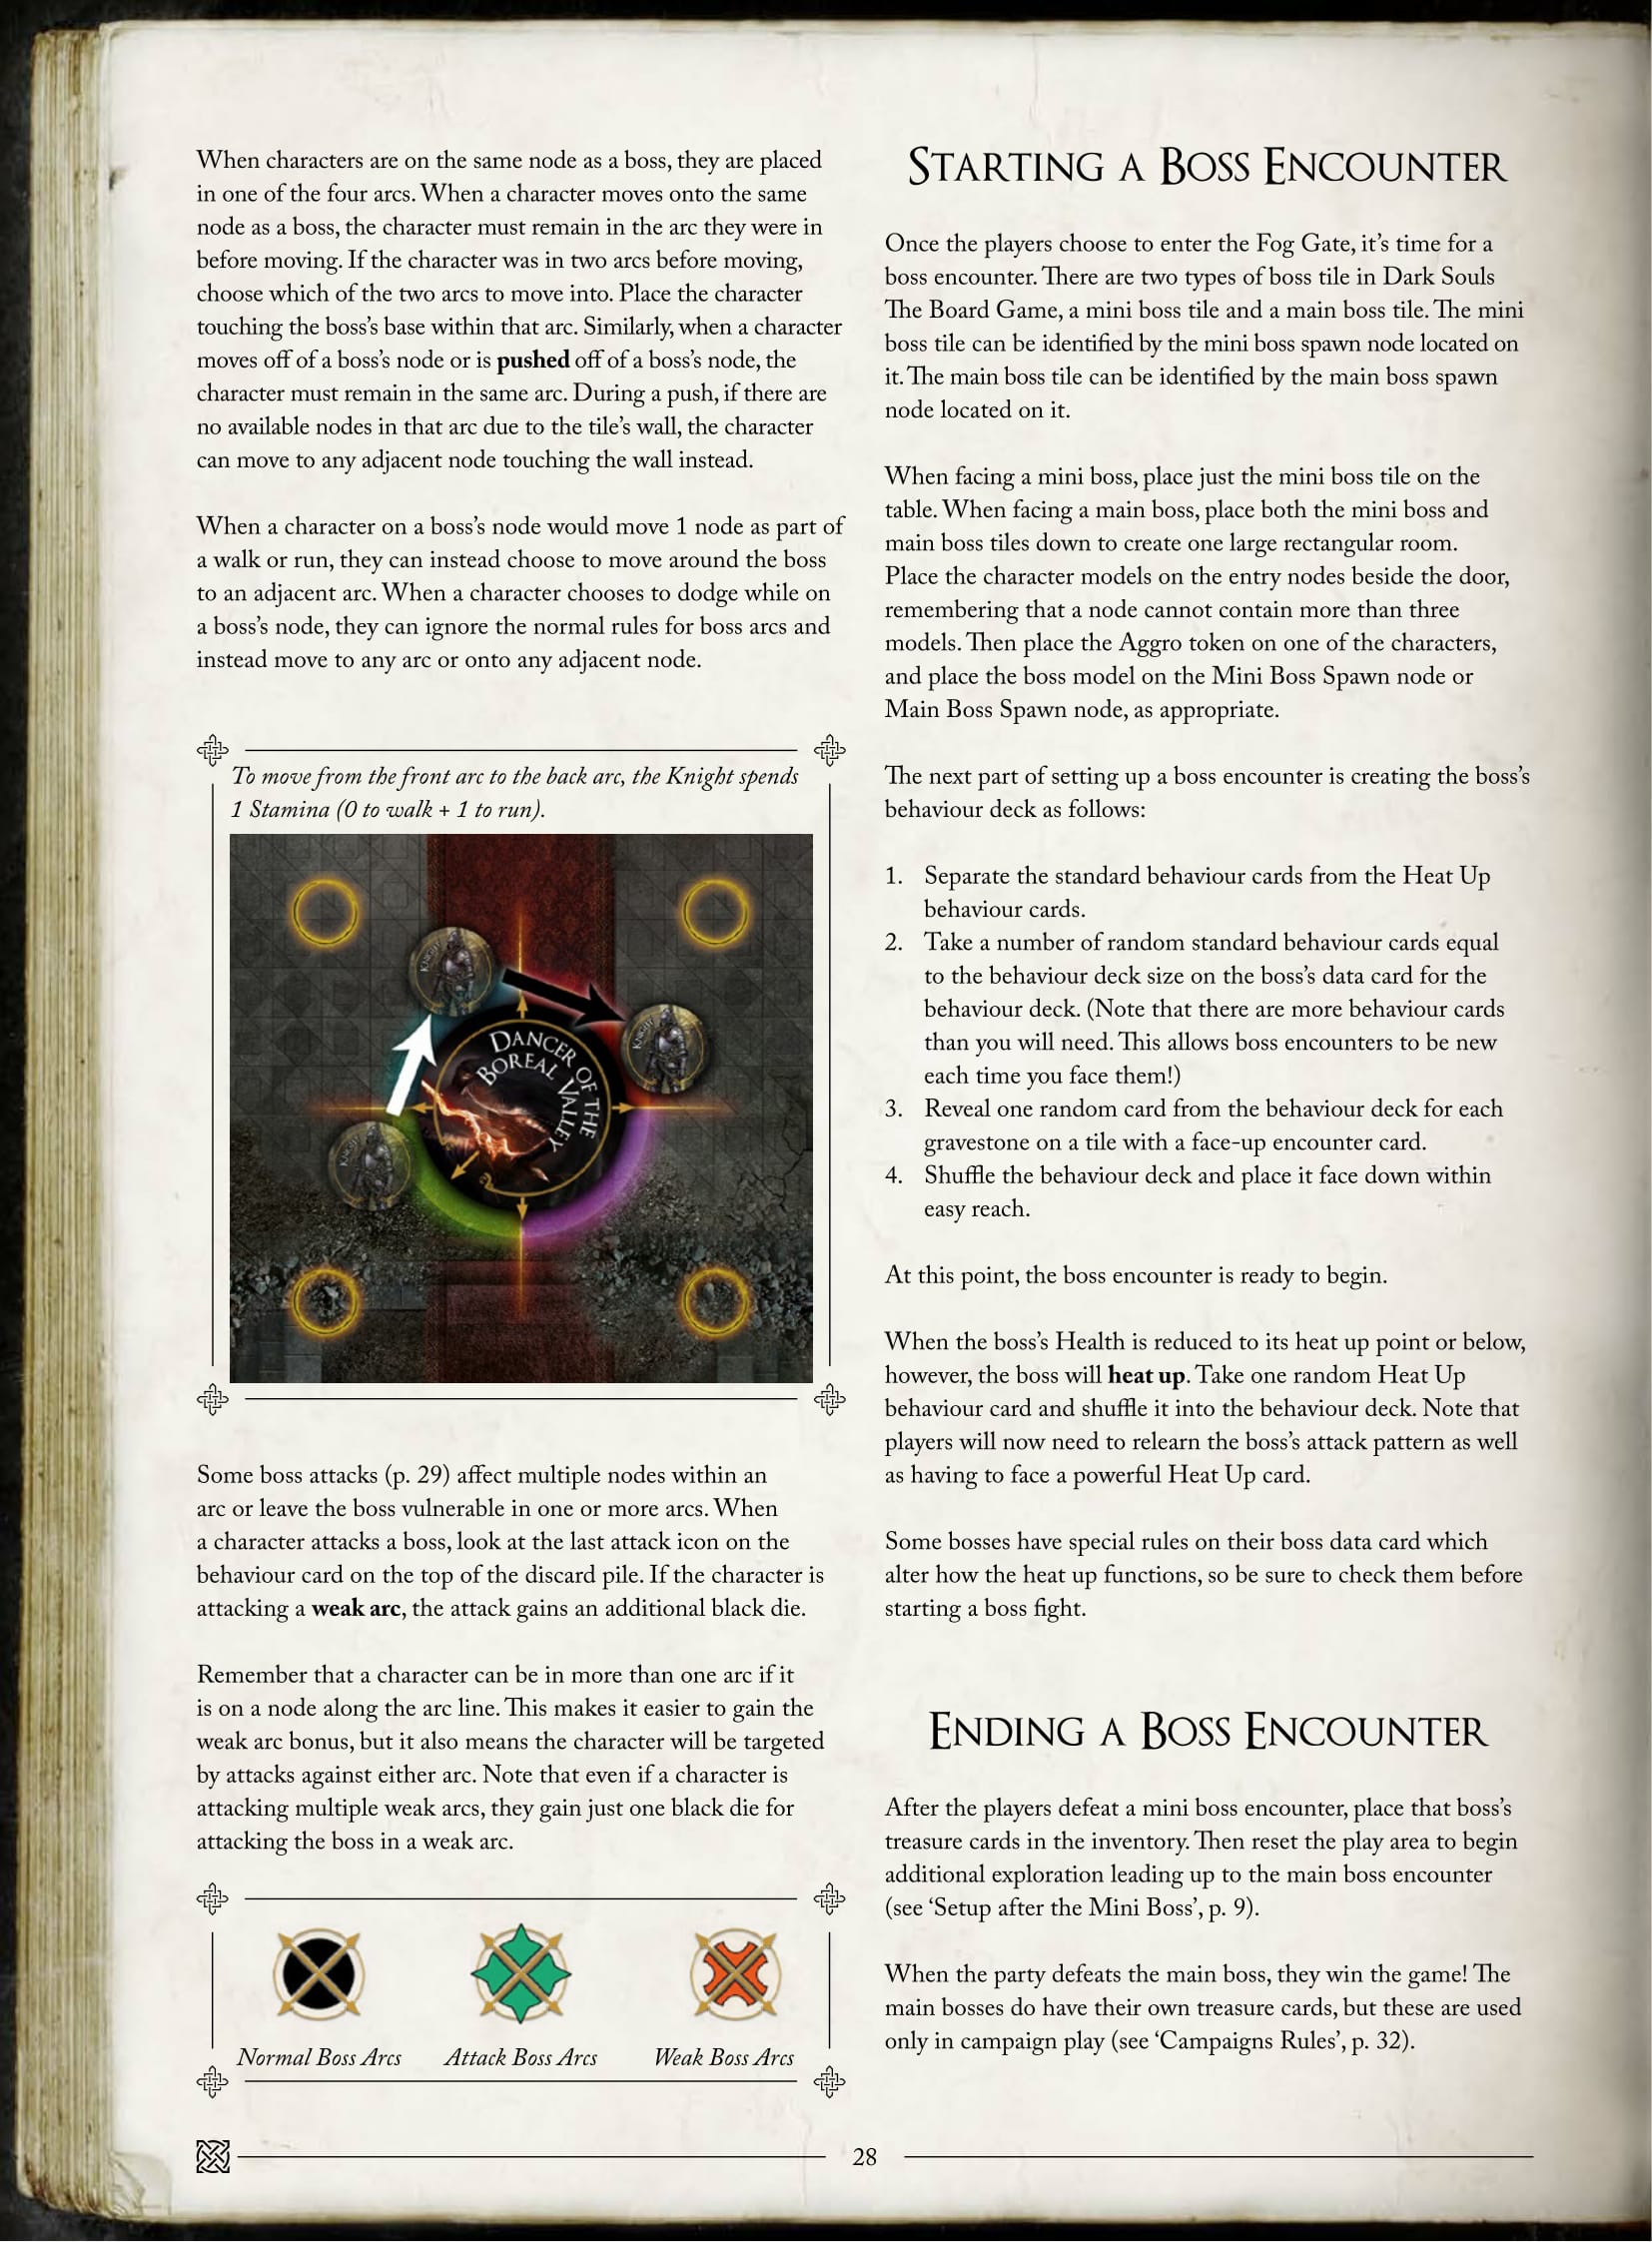 When characters are on the same node as a boss, they are placed
in one of the four arcs. When a character moves onto the same
node as a boss, the character must remain in the arc they were in
before moving. If the character was in two arcs before moving,
choose which of the two arcs to move into. Place the character
touching the boss's base within that arc. Similarly, when a character
moves off of a boss's node or is pushed off of a boss's node, the
character must remain in the same arc. During a push, if there are
no available nodes in that arc due to the tile's wall, the character
can move to any adjacent node touching the wall instead.
When a character on a boss's node would move 1 node as part of
a walk or run, they can instead choose to move around the boss
to an adjacent arc. When a character chooses to dodge while on
a boss's node, they can ignore the normal rules for boss arcs and
instead move to any arc or onto any adjacent node.
To move from the front arc to the back arc, the Knight spends
1 Stamina (0 to walk + 1 to run).
KNIGHT
KNIGHT
DANCER OF THE
BOREAL VALLEY
KNIGHT
Some boss attacks (p. 29) affect multiple nodes within an
arc or leave the boss vulnerable in one or more arcs. When
a character attacks a boss, look at the last attack icon on the
behaviour card on the top of the discard pile. If the character is
attacking a weak arc, the attack gains an additional black die.
Remember that a character can be in more than one arc if it
is on a node along the arc line. This makes it easier to gain the
weak arc bonus, but it also means the character will be targeted
by attacks against either arc. Note that even if a character is
attacking multiple weak arcs, they gain just one black die for
attacking the boss in a weak arc.
Normal Boss Arcs
Attack Boss Arcs
Weak Boss Arcs
STARTING A BOSS ENCOUNTER
Once the players choose to enter the Fog Gate, it's time for a
boss encounter. There are two types of boss tile in Dark Souls
The Board Game, a mini boss tile and a main boss tile. The mini
boss tile can be identified by the mini boss spawn node located on
it. The main boss tile can be identified by the main boss spawn
node located on it.
When facing a mini boss, place just the mini boss tile on the
table. When facing a main boss, place both the mini boss and
main boss tiles down to create one large rectangular room.
Place the character models on the entry nodes beside the door,
remembering that a node cannot contain more than three
models. Then place the Aggro token on one of the characters,
and place the boss model on the Mini Boss Spawn node or
Main Boss Spawn node, as appropriate.
The next part of setting up a boss encounter is creating the boss's
behaviour deck as follows:
1. Separate the standard behaviour cards from the Heat Up
behaviour cards.
2. Take a number of random standard behaviour cards equal
to the behaviour deck size on the boss's data card for the
behaviour deck. (Note that there are more behaviour cards
than you will need. This allows boss encounters to be new
each time you face them!)
3. Reveal one random card from the behaviour deck for each
gravestone on a tile with a face-up encounter card.
4. Shuffle the behaviour deck and place it face down within
easy reach.
At this point, the boss encounter is ready to begin.
When the boss's Health is reduced to its heat up point or below,
however, the boss will heat up. Take one random Heat Up
behaviour card and shuffle it into the behaviour deck. Note that
players will now need to relearn the boss's attack pattern as well
as having to face a powerful Heat Up card.
Some bosses have special rules on their boss data card which
alter how the heat up functions, so be sure to check them before
starting a boss fight.
ENDING A BOSS ENCOUNTER
After the players defeat a mini boss encounter, place that boss's
treasure cards in the inventory. Then reset the play area to begin
additional exploration leading up to the main boss encounter
(see 'Setup after the Mini Boss', p. 9).
When the party defeats the main boss, they win the game! The
main bosses do have their own treasure cards, but these are used
only in campaign play (see 'Campaigns Rules', p. 32).
28